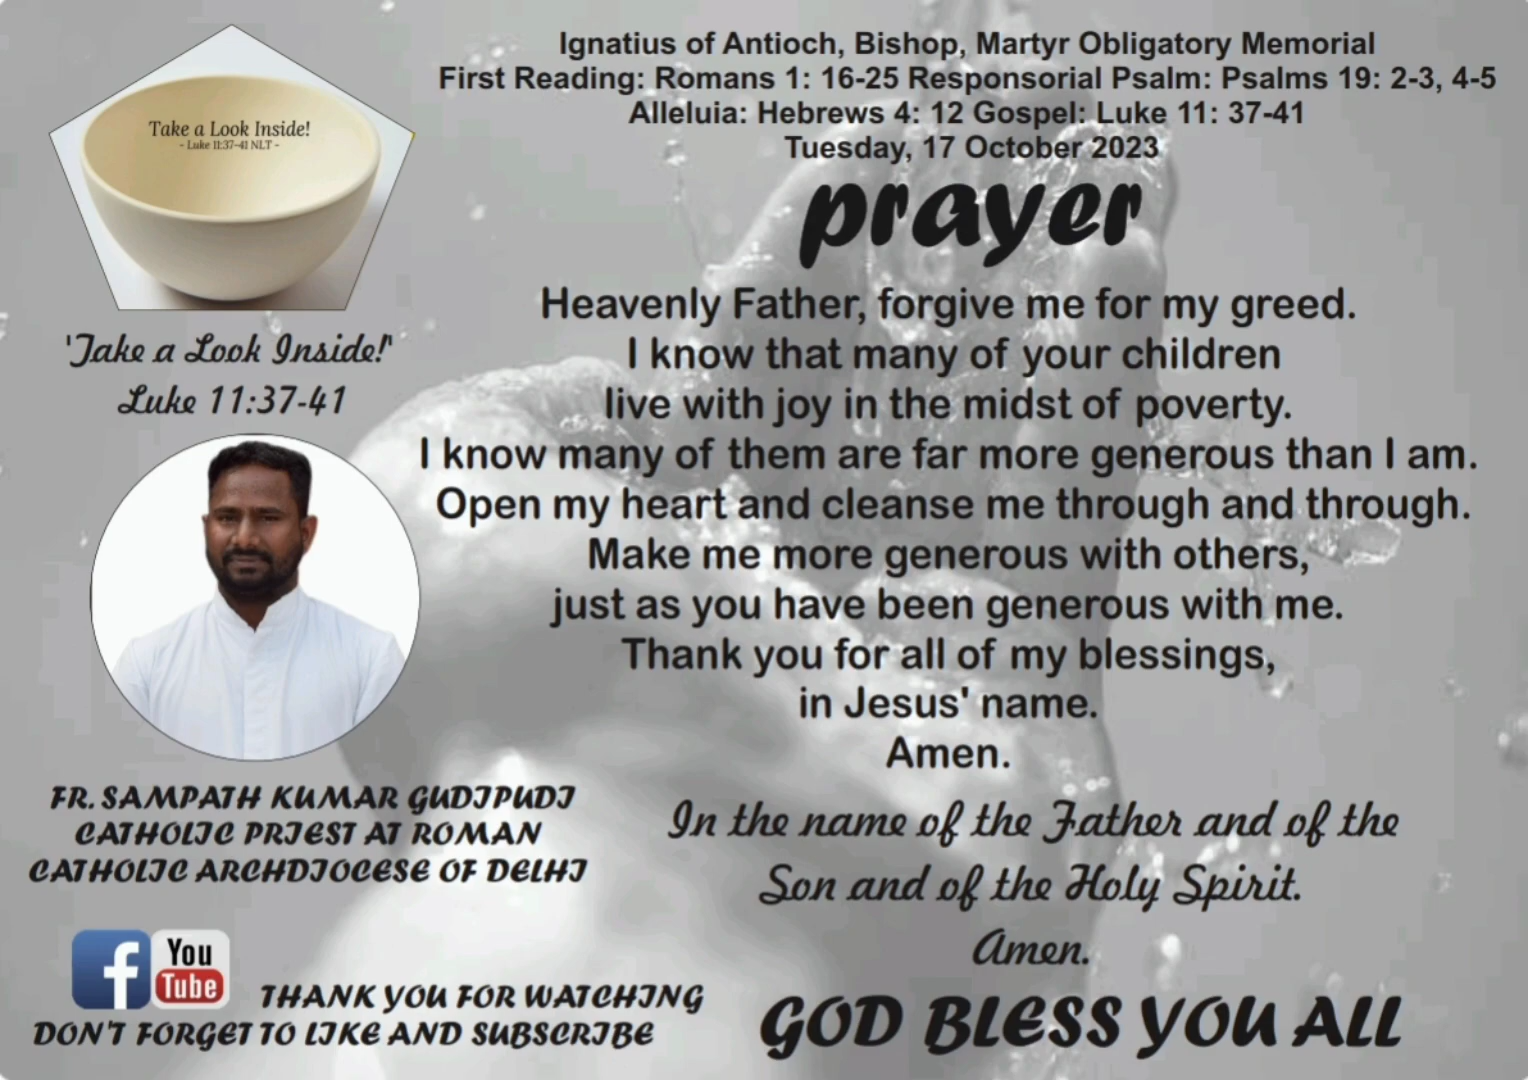 Ignatius of Antioch, Bishop, Martyr Obligatory Memorial
First Reading: Romans 1: 16-25 Responsorial Psalm: Psalms 19: 2-3, 4-5
Alleluia: Hebrews 4: 12 Gospel: Luke 11: 37-41
Tuesday, 17 October 2023
Take a Look Inside!
- Luke 11:37-41 NLT -
'Take a Look Inside!'
Luke 11:37-41
prayer
Heavenly Father, forgive me for my greed.
I know that many of your children
live with joy in the midst of poverty.
I know many of them are far more generous than I am.
Open my heart and cleanse me through and through.
Make me more generous with others,
just as you have been generous with me.
Thank you for all of my blessings,
in Jesus' name.
Amen.
In the name of the Father and of the
Son and of the Holy Spirit.
Amen.
GOD BLESS YOU ALL
FR. SAMPATH KUMAR GUDIPUDI
CATHOLIC PRIEST AT ROMAN
CATHOLIC ARCHDIOCESE OF DELHI
f
You
Tube
THANK YOU FOR WATCHING
DON'T FORGET TO LIKE AND SUBSCRIBE